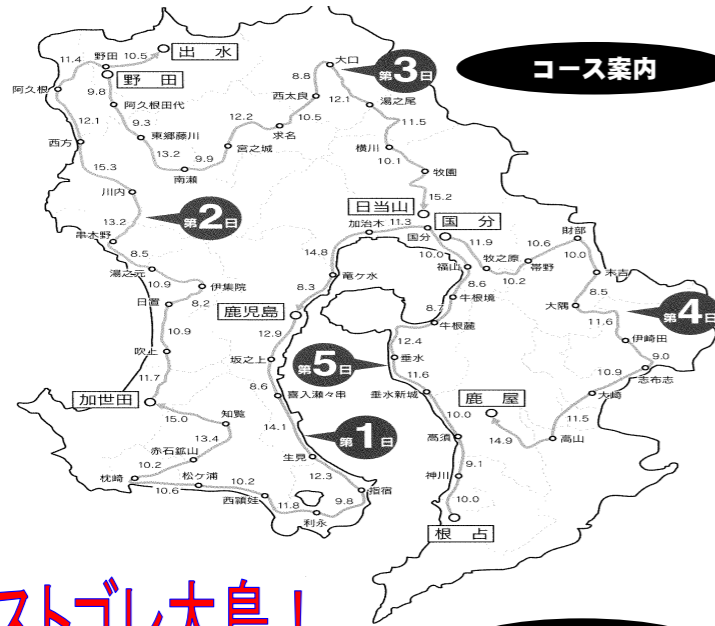 コース案内
出水
10.5
野田
野田
11.4
阿久根
9.8
阿久根田代
9.3
東郷藤川
13.2
南瀬
9.9
宮之城
12.2
求名
10.5
西太良
8.8
大口
第3日
12.1
湯之尾
11.5
横川
10.1
牧園
15.2
日当山
12.1
西方
15.3
川内
第2日
13.2
串木野
8.5
湯之元
10.9
伊集院
8.2
日置
10.9
吹上
11.7
加世田
国分
国分
11.3
加治木
14.8
竜ケ水
8.3
鹿児島
11.9
牧之原
10.2
帯野
10.6
財部
10.0
末吉
8.5
大隅
11.6
第4日
伊崎田
9.0
志布志
10.9
大崎
11.5
高山
14.9
鹿屋
10.0
福山
8.6
牛根境
8.7
牛根麓
12.4
垂水
第5日
11.6
垂水新城
10.0
高須
9.1
神川
10.0
根占
12.9
坂之上
8.6
喜入瀬々串
14.1
第1日
生見
12.3
指宿
9.8
利永
11.8
西頴娃
10.2
松ヶ浦
10.6
枕崎
10.2
赤石鉱山
13.4
知覧
15.0
ストゴレ大島!